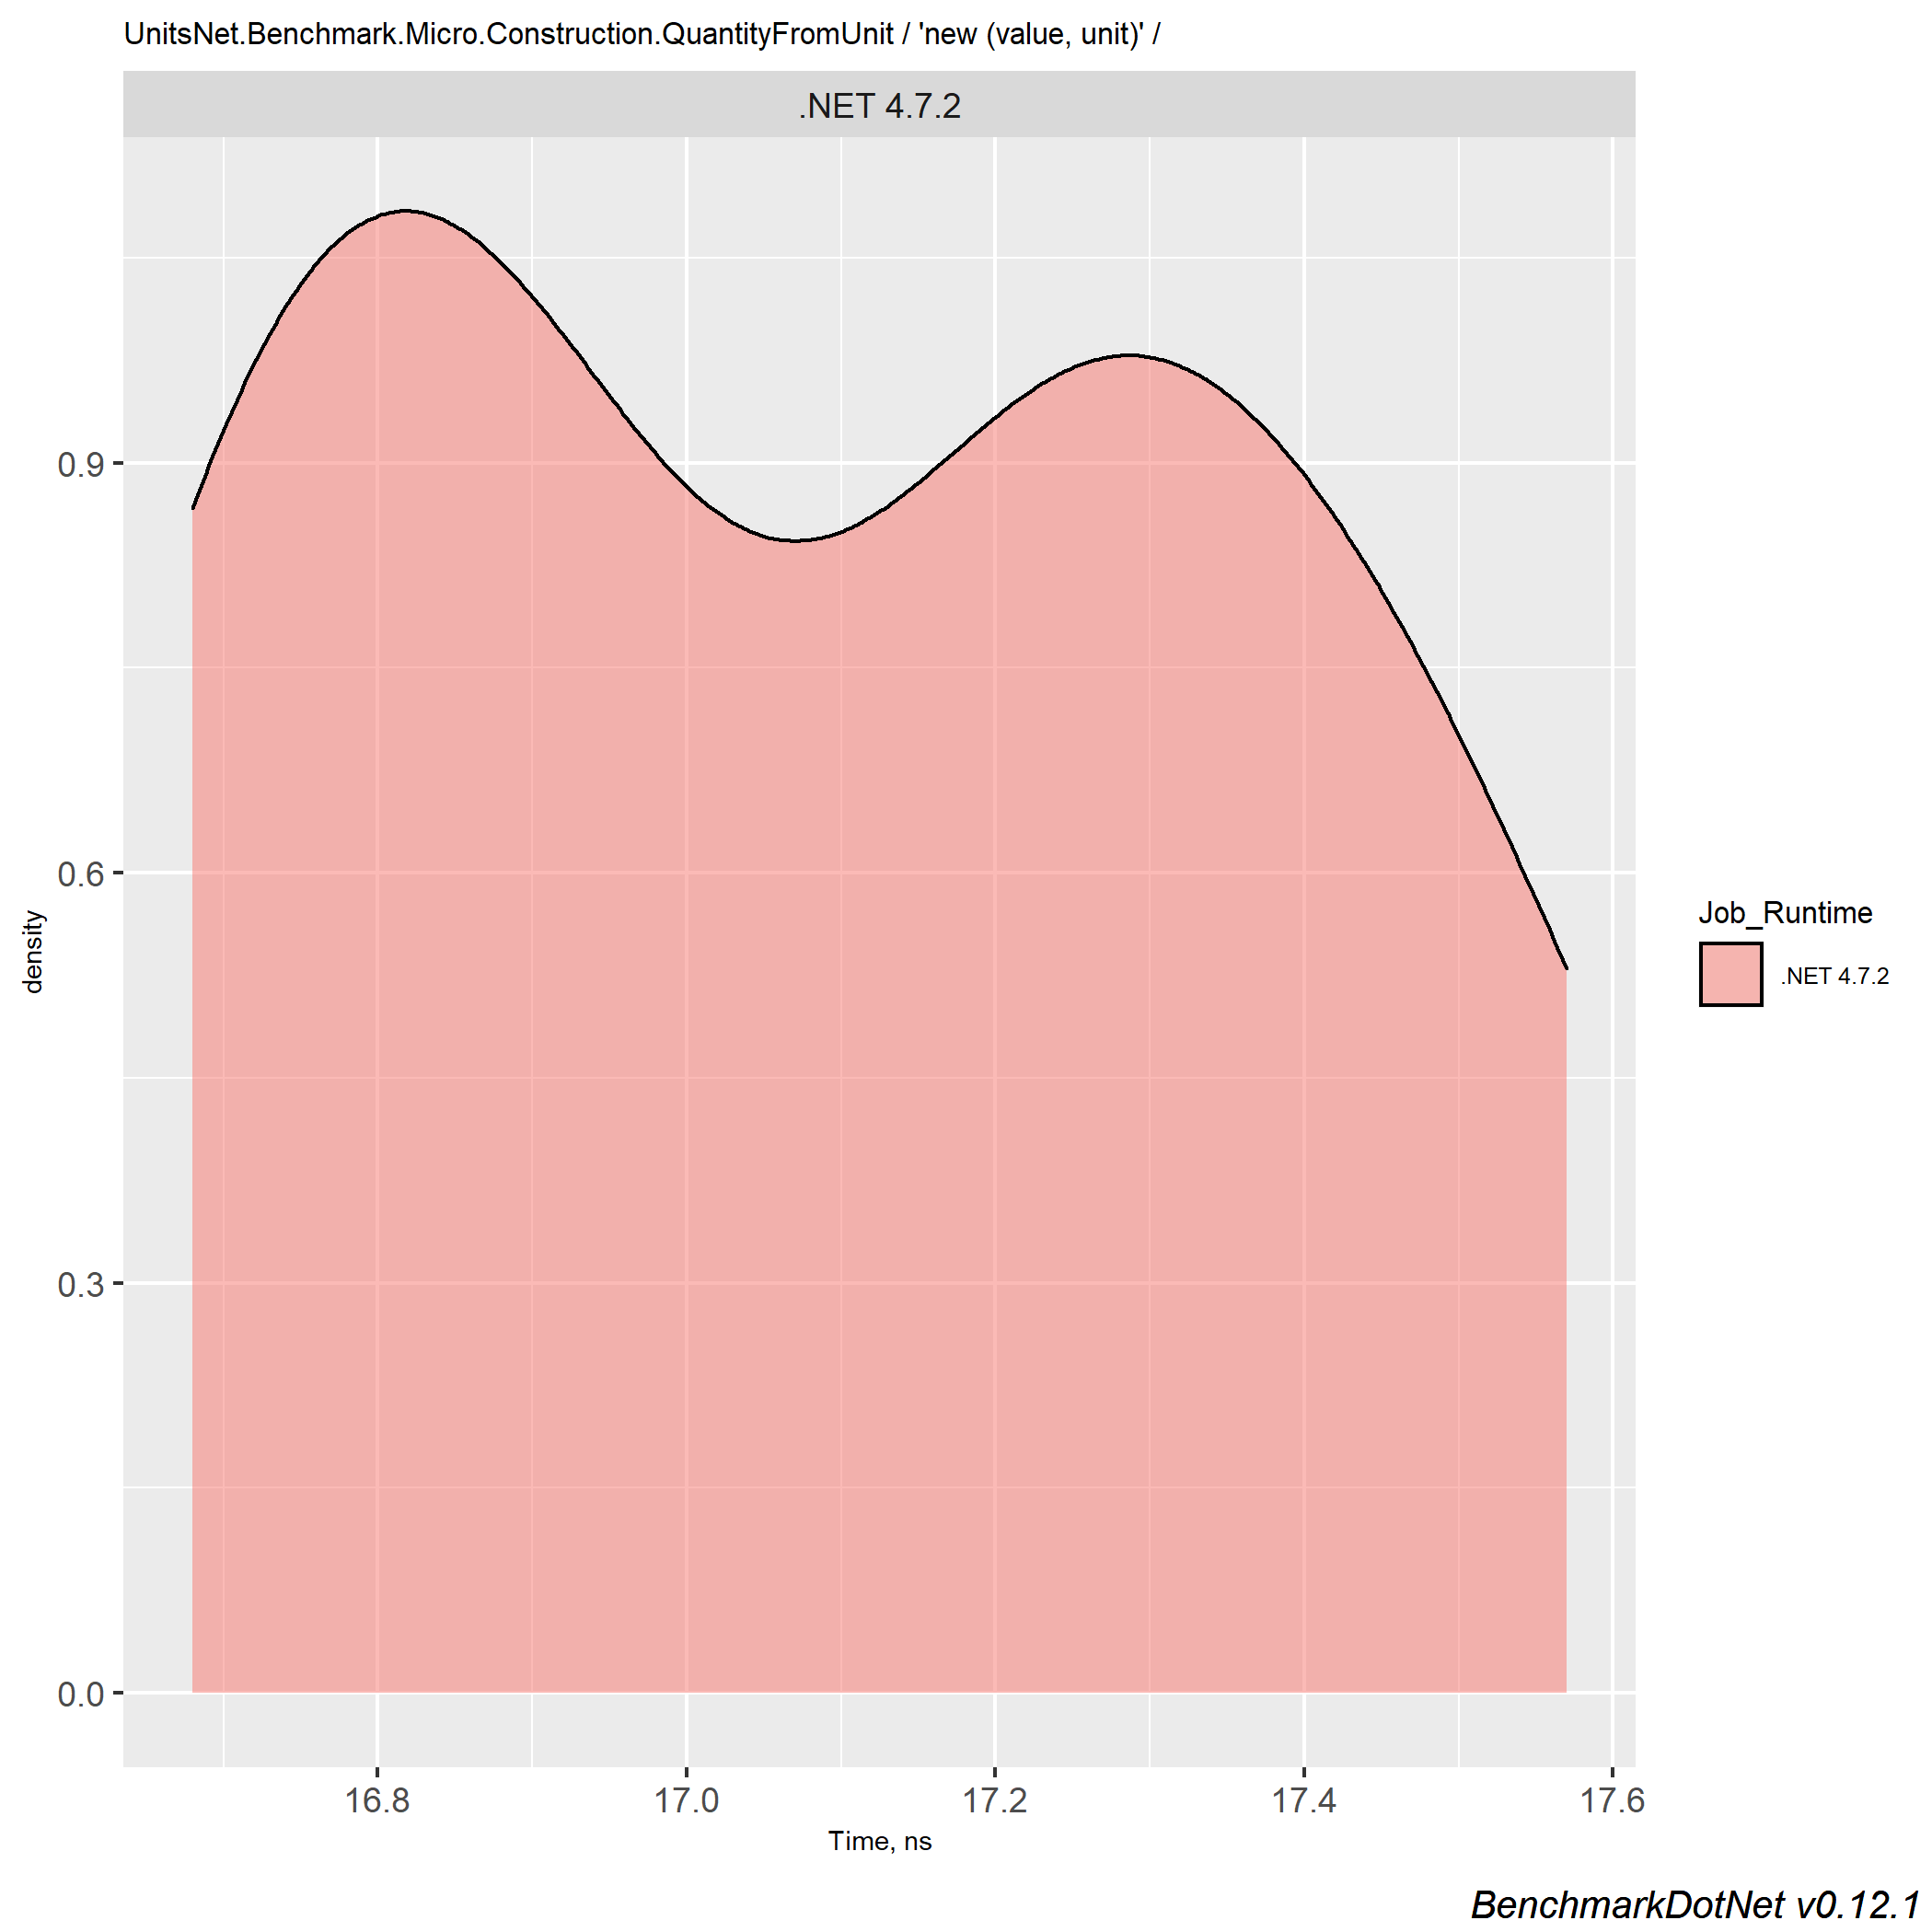 UnitsNet.Benchmark.Micro.Construction.QuantityFromUnit / 'new (value, unit)' /
.NET 4.7.2
0.9
0.6
0.3
0.0
density
16.8 17.0 17.2 17.4 17.6
Time, ns
Job_Runtime
.NET 4.7.2
BenchmarkDotNet v0.12.1